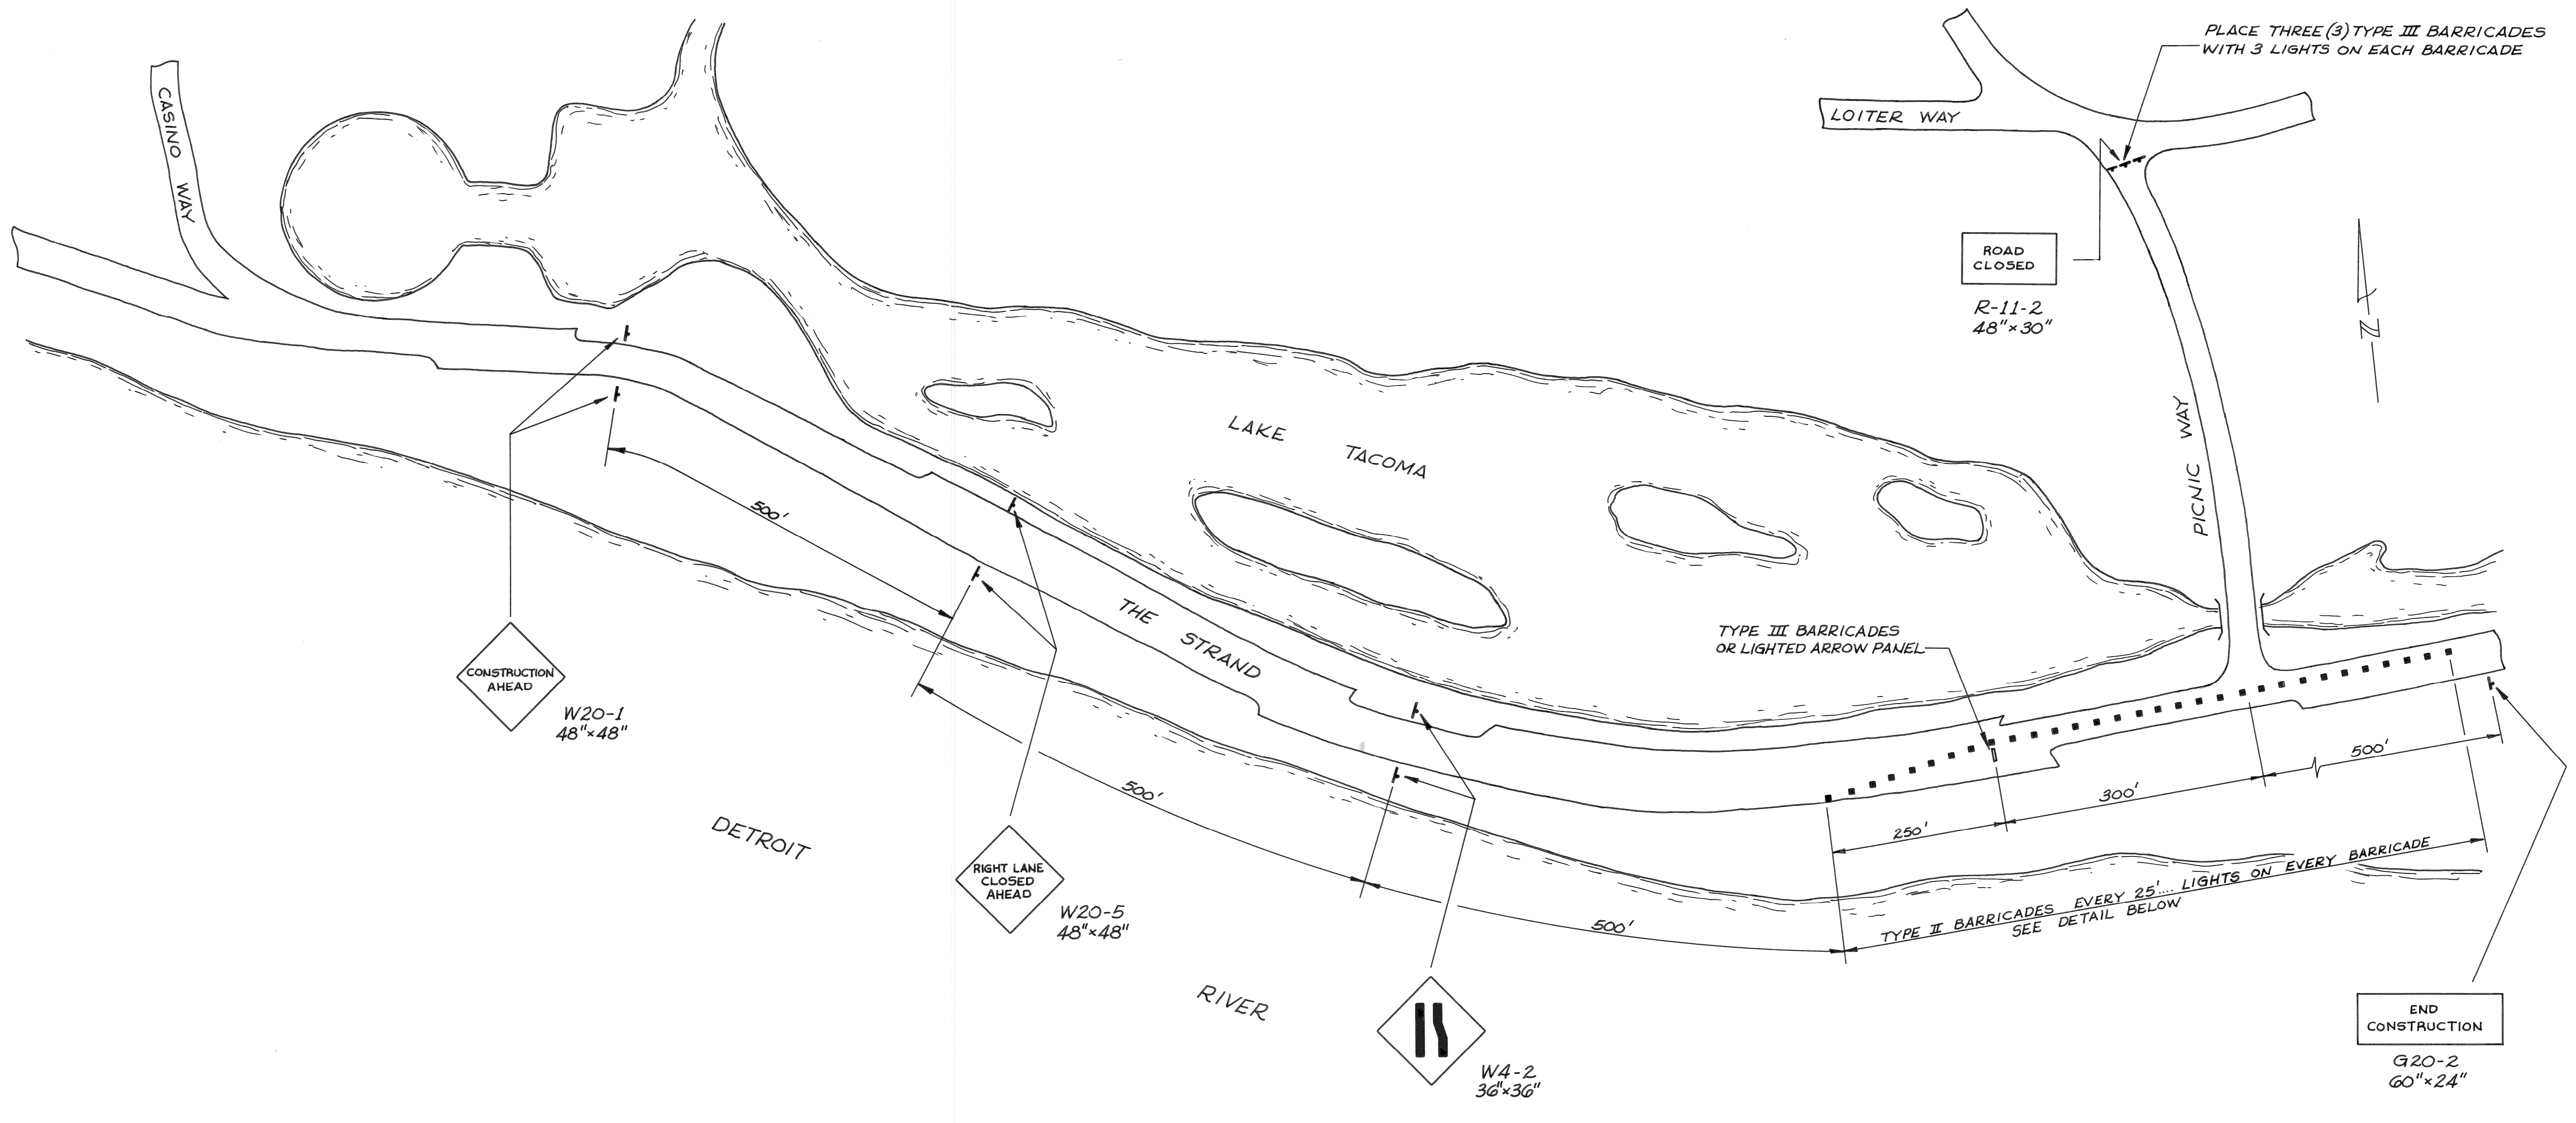 PLACE THREE (3) TYPE III BARRICADES
WITH 3 LIGHTS ON EACH BARRICADE
CASINO WAY
LOITER WAY
ROAD
CLOSED
R-11-2
48"×30"
N
PICNIC WAY
LAKE TACOMA
500'
THE STRAND
TYPE III BARRICADES
OR LIGHTED ARROW PANEL
CONSTRUCTION
AHEAD
W20-1
48"×48"
500'
500'
300'
250'
DETROIT
RIVER
RIGHT LANE
CLOSED
AHEAD
W20-5
48"×48"
500'
TYPE II BARRICADES EVERY 25'... LIGHTS ON EVERY BARRICADE
SEE DETAIL BELOW
W4-2
36"×36"
END
CONSTRUCTION
G20-2
60"×24"